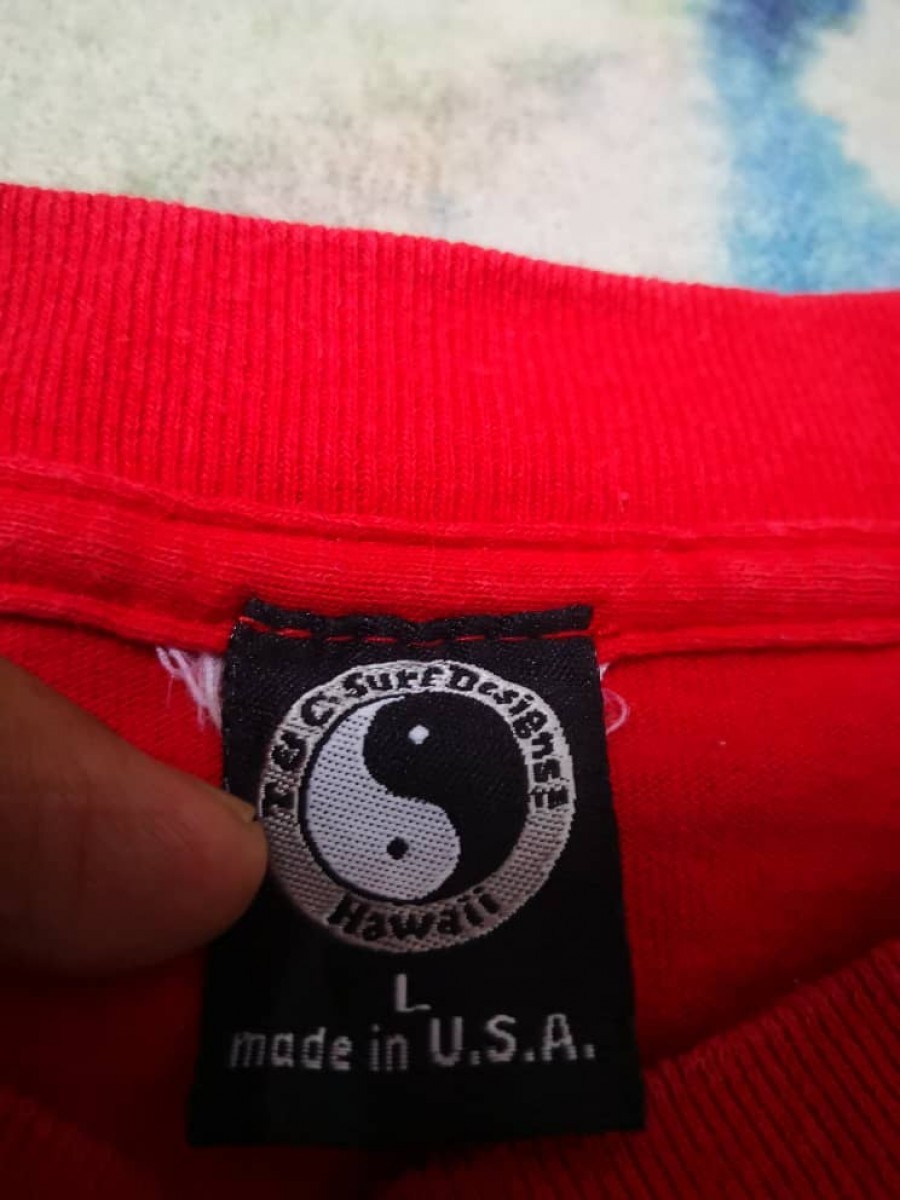 T & C Surf Designs
Hawaii
L
made in U.S.A.